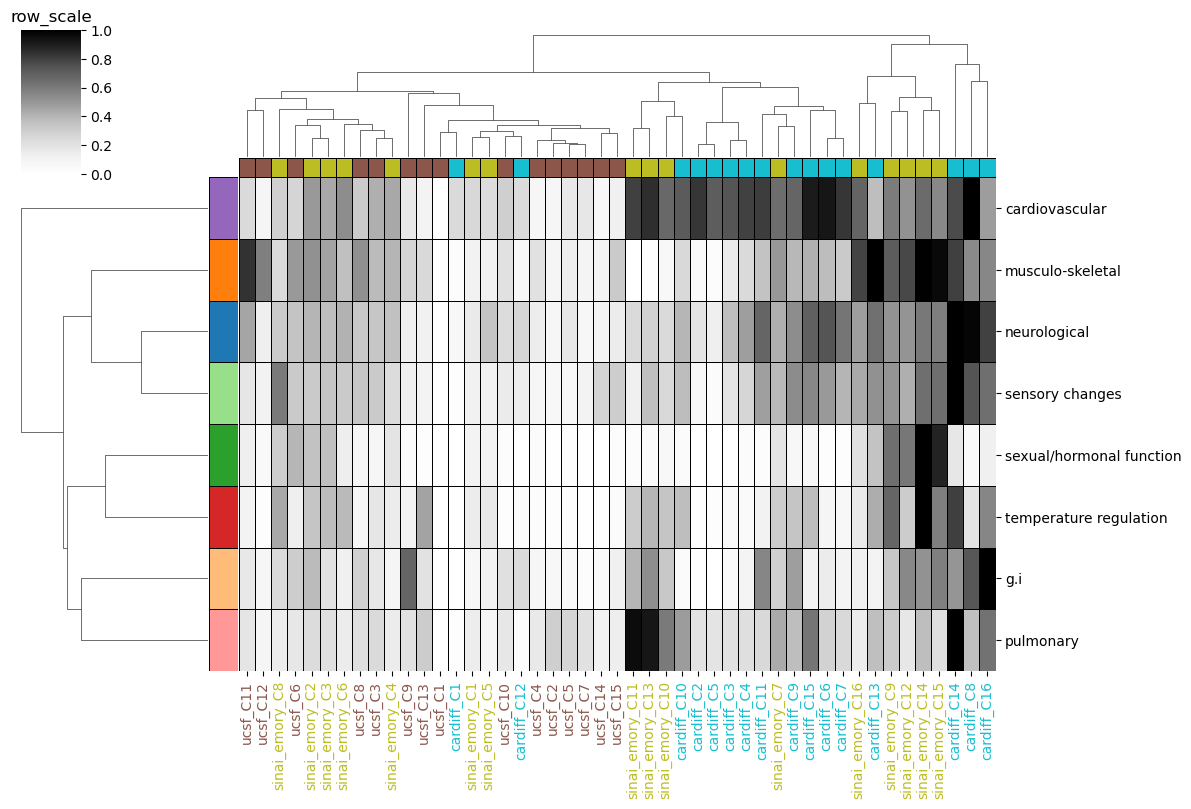 row_scale
1.0
0.8
0.6
0.4
0.2
0.0
cardiovascular
musculo-skeletal
neurological
sensory changes
sexual/hormonal function
temperature regulation
g.i
pulmonary
ucsf_C11
ucsf_C12
sinai_emory_C8
ucsf_C6
sinai_emory_C2
sinai_emory_C3
sinai_emory_C6
ucsf_C8
ucsf_C3
sinai_emory_C4
ucsf_C9
ucsf_C13
ucsf_C1
cardiff_C1
sinai_emory_C1
sinai_emory_C5
ucsf_C10
cardiff_C12
ucsf_C4
ucsf_C2
ucsf_C5
ucsf_C7
ucsf_C14
ucsf_C15
sinai_emory_C11
sinai_emory_C13
sinai_emory_C10
cardiff_C10
cardiff_C2
cardiff_C5
cardiff_C3
cardiff_C4
cardiff_C11
sinai_emory_C7
cardiff_C9
cardiff_C15
cardiff_C6
cardiff_C7
sinai_emory_C16
cardiff_C13
sinai_emory_C9
sinai_emory_C12
sinai_emory_C14
sinai_emory_C15
cardiff_C14
cardiff_C8
cardiff_C16